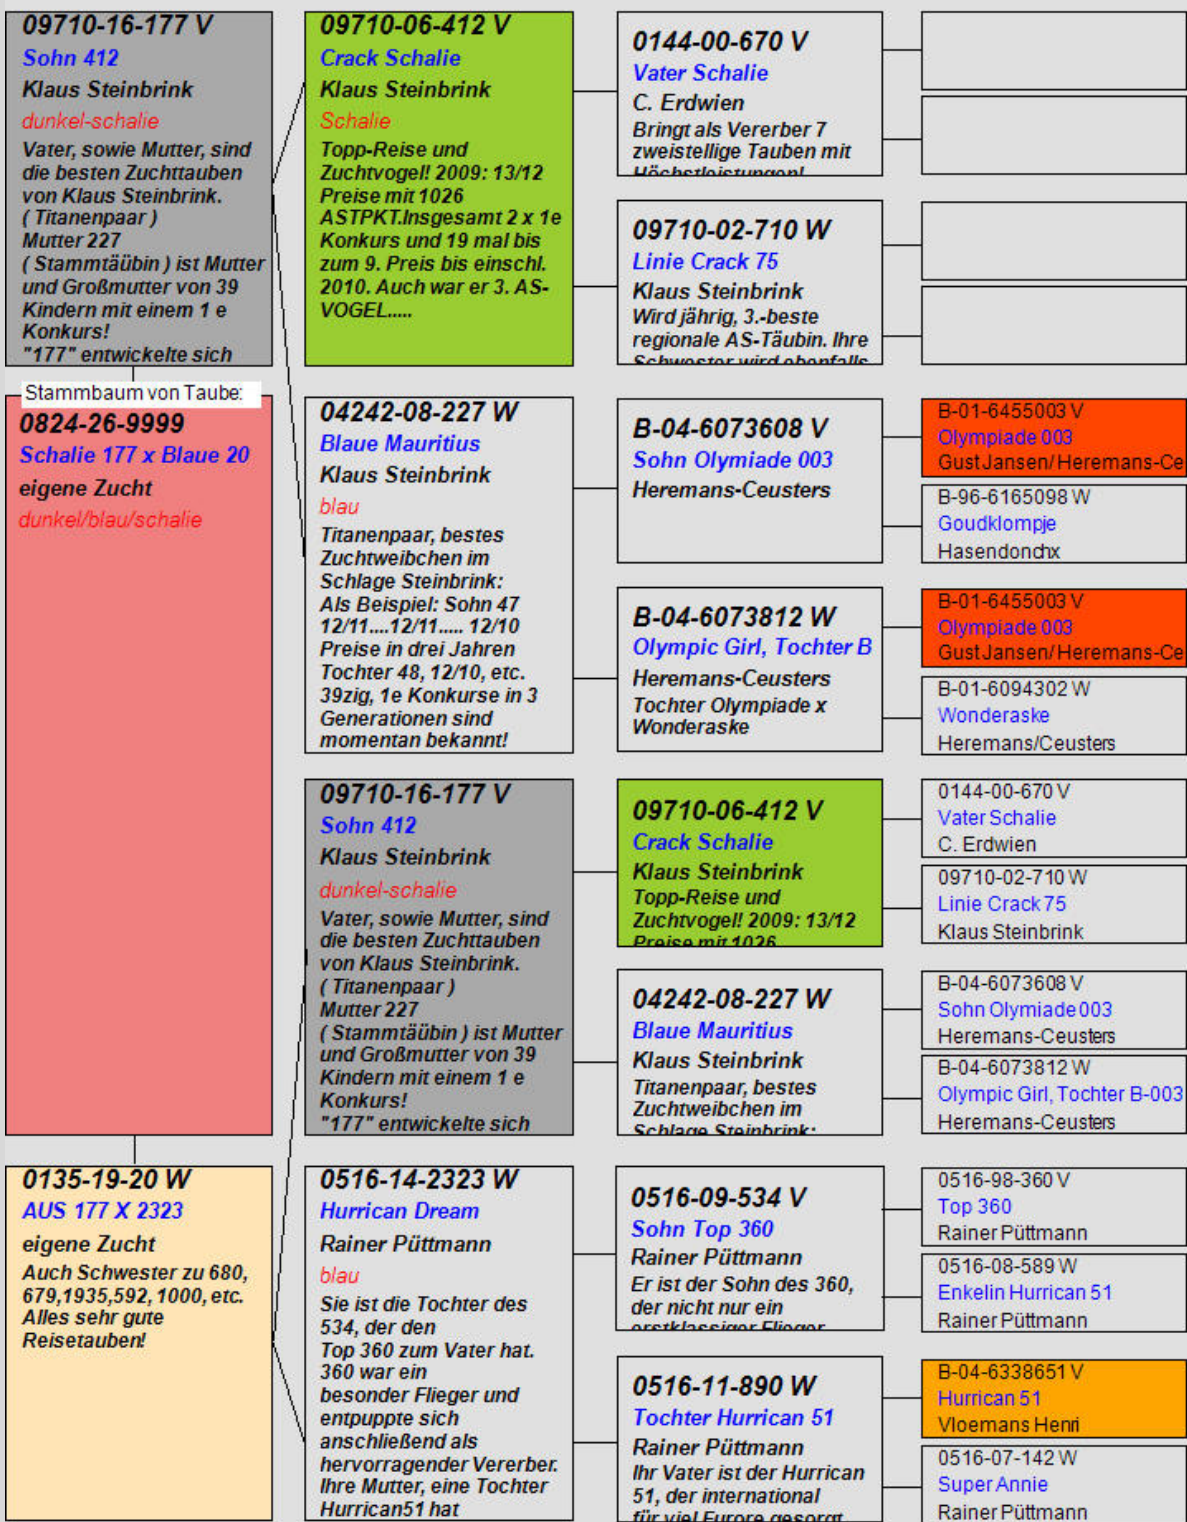 09710-16-177 V
Sohn 412
Klaus Steinbrink
dunkel-schalie
Vater, sowie Mutter, sind
die besten Zuchttauben
von Klaus Steinbrink.
( Titanenpaar )
Mutter 227
( Stammtäübin ) ist Mutter
und Großmutter von 39
Kindern mit einem 1 e
Konkurs!
"177" entwickelte sich
Stammbaum von Taube:
0824-26-9999
Schalie 177 x Blaue 20
eigene Zucht
dunkel/blau/schalie
0135-19-20 W
AUS 177 X 2323
eigene Zucht
Auch Schwester zu 680,
679,1935,592, 1000, etc.
Alles sehr gute
Reisetauben!
09710-06-412 V
Crack Schalie
Klaus Steinbrink
Schalie
Topp-Reise und
Zuchtvogel! 2009: 13/12
Preise mit 1026
ASTPKT.Insgesamt 2 x 1e
Konkurs und 19 mal bis
zum 9. Preis bis einschl.
2010. Auch war er 3. AS-
VOGEL.....
04242-08-227 W
Blaue Mauritius
Klaus Steinbrink
blau
Titanenpaar, bestes
Zuchtweibchen im
Schlage Steinbrink:
Als Beispiel: Sohn 47
12/11....12/11..... 12/10
Preise in drei Jahren
Tochter 48, 12/10, etc.
39zig, 1e Konkurse in 3
Generationen sind
momentan bekannt!
09710-16-177 V
Sohn 412
Klaus Steinbrink
dunkel-schalie
Vater, sowie Mutter, sind
die besten Zuchttauben
von Klaus Steinbrink.
( Titanenpaar )
Mutter 227
( Stammtäübin ) ist Mutter
und Großmutter von 39
Kindern mit einem 1 e
Konkurs!
"177" entwickelte sich
0516-14-2323 W
Hurrican Dream
Rainer Püttmann
blau
Sie ist die Tochter des
534, der den
Top 360 zum Vater hat.
360 war ein
besonder Flieger und
entpuppte sich
anschließend als
hervorragender Vererber.
Ihre Mutter, eine Tochter
Hurrican51 hat
0144-00-670 V
Vater Schalie
C. Erdwien
Bringt als Vererber 7
zweistellige Tauben mit
Höchstleistungen!
09710-02-710 W
Linie Crack 75
Klaus Steinbrink
Wird jährig, 3.-beste
regionale AS-Täubin. Ihre
Schwester wird ebenfalls
B-04-6073608 V
Sohn Olymiade 003
Heremans-Ceusters
B-04-6073812 W
Olympic Girl, Tochter B
Heremans-Ceusters
Tochter Olympiade x
Wonderaske
09710-06-412 V
Crack Schalie
Klaus Steinbrink
Topp-Reise und
Zuchtvogel! 2009: 13/12
Preise mit 1026
04242-08-227 W
Blaue Mauritius
Klaus Steinbrink
Titanenpaar, bestes
Zuchtweibchen im
Schlage Steinbrink:
0516-09-534 V
Sohn Top 360
Rainer Püttmann
Er ist der Sohn des 360,
der nicht nur ein
erstklassiger Flieger
0516-11-890 W
Tochter Hurrican 51
Rainer Püttmann
Ihr Vater ist der Hurrican
51, der international
für viel Furore gesorgt
B-01-6455003 V
Olympiade 003
Gust Jansen/ Heremans-Ce
B-96-6165098 W
Goudklompje
Hasendonchx
B-01-6455003 V
Olympiade 003
Gust Jansen/ Heremans-Ce
B-01-6094302 W
Wonderaske
Heremans/Ceusters
0144-00-670 V
Vater Schalie
C. Erdwien
09710-02-710 W
Linie Crack 75
Klaus Steinbrink
B-04-6073608 V
Sohn Olymiade 003
Heremans-Ceusters
B-04-6073812 W
Olympic Girl, Tochter B-003
Heremans-Ceusters
0516-98-360 V
Top 360
Rainer Püttmann
0516-08-589 W
Enkelin Hurrican 51
Rainer Püttmann
B-04-6338651 V
Hurrican 51
Vloemans Henri
0516-07-142 W
Super Annie
Rainer Püttmann